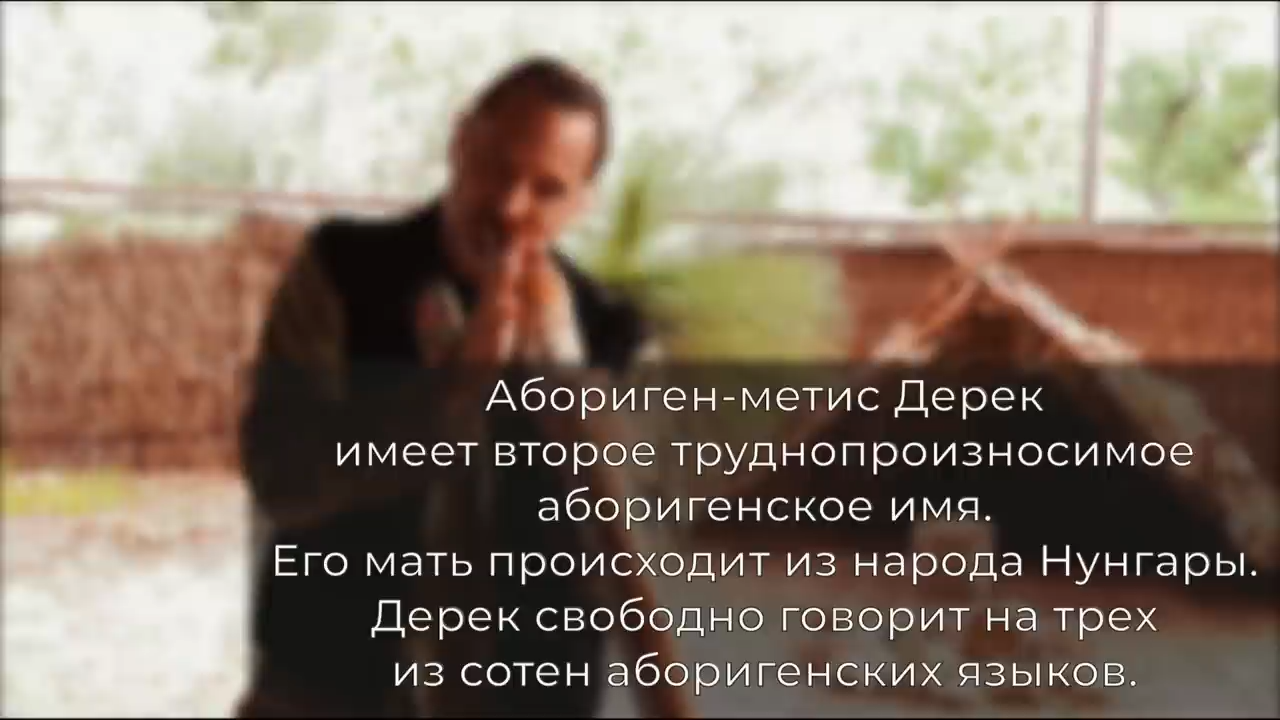 Абориген-метис Дерек
имеет второе труднопроизносимое
аборигенское имя.
Его мать происходит из народа Нунгары.
Дерек свободно говорит на трех
из сотен аборигенских языков.